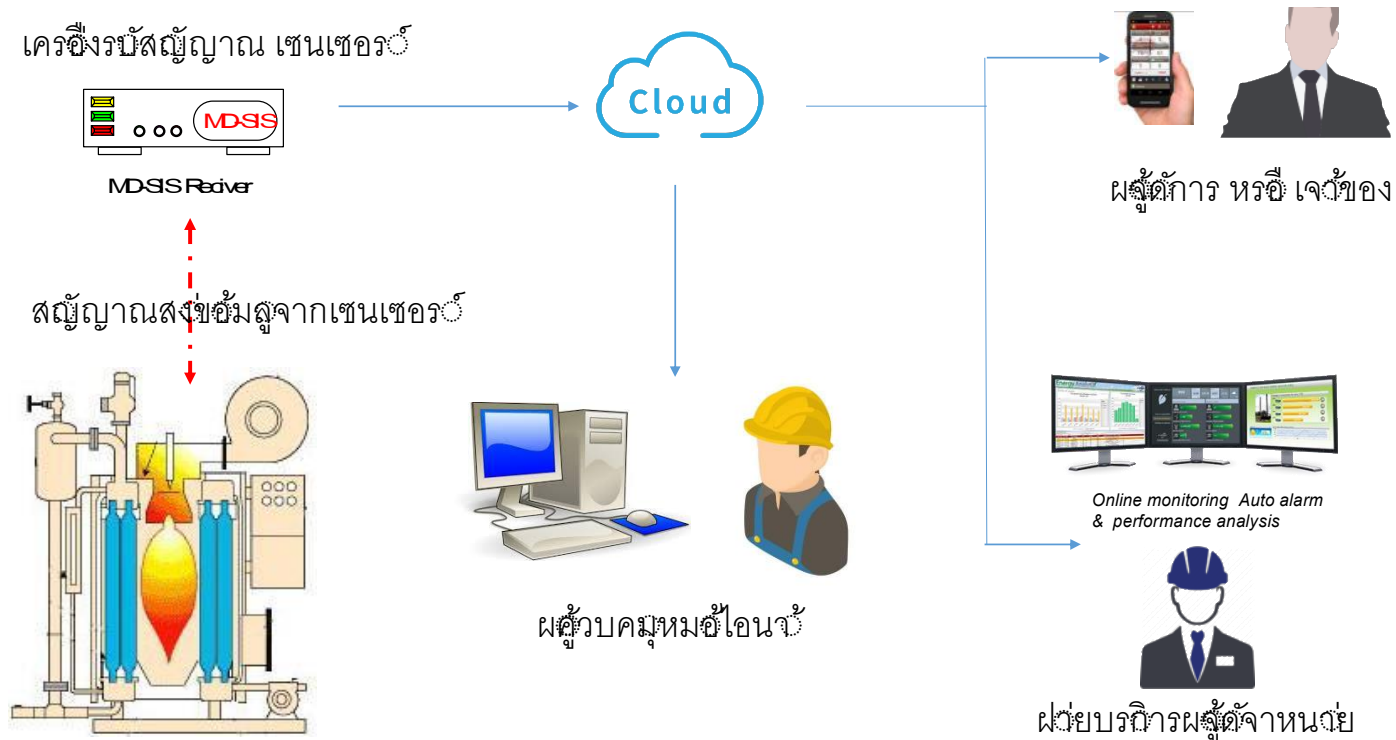 เครื่องรับสัญญาณ เซนเซอร์
Cloud
MD-SIS
MD-SIS Reciver
ผู้จัดการ หรือ เจ้าของ
สัญญาณส่งข้อมูลจากเซนเซอร์
Online monitoring Auto alarm
& performance analysis
ผู้ควบคุมหม้อไอน้ำ
ฝ่ายบริการผู้จัดจำหน่าย